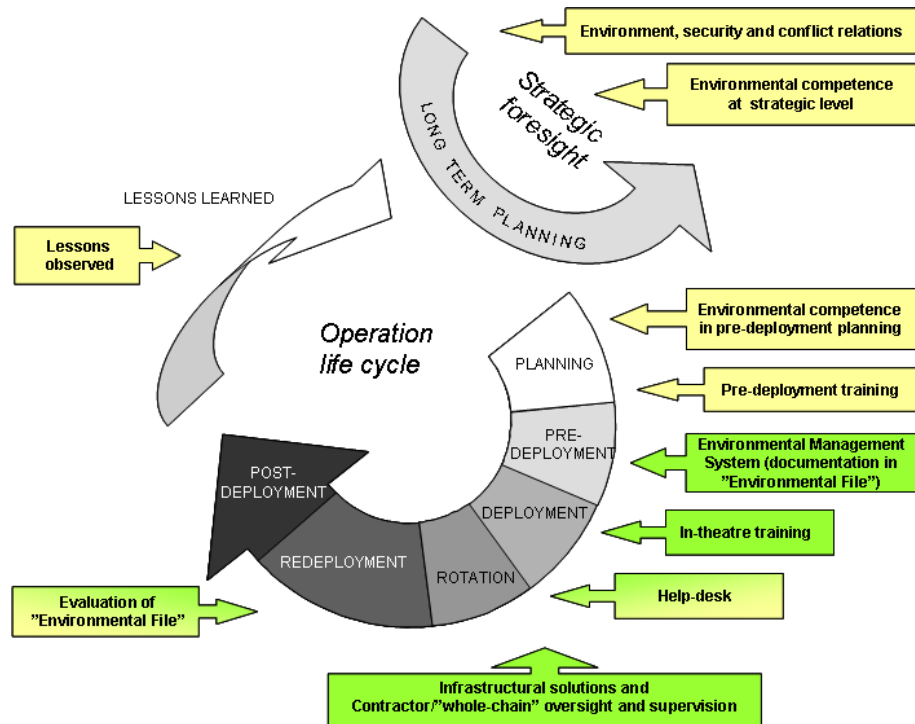 Environment, security and conflict relations
Environmental competence
at strategic level
Strategic
foresight
LONG TERM PLANNING
LESSONS LEARNED
Lessons
observed
Environmental competence
in pre-deployment planning
Operation
life cycle
PLANNING
Pre-deployment training
PRE-
DEPLOYMENT
Environmental Management
System (documentation in
”Environmental File”)
POST-
DEPLOYMENT
DEPLOYMENT
In-theatre training
REDEPLOYMENT
ROTATION
Help-desk
Evaluation of
”Environmental File”
Infrastructural solutions and
Contractor/”whole-chain” oversight and supervision